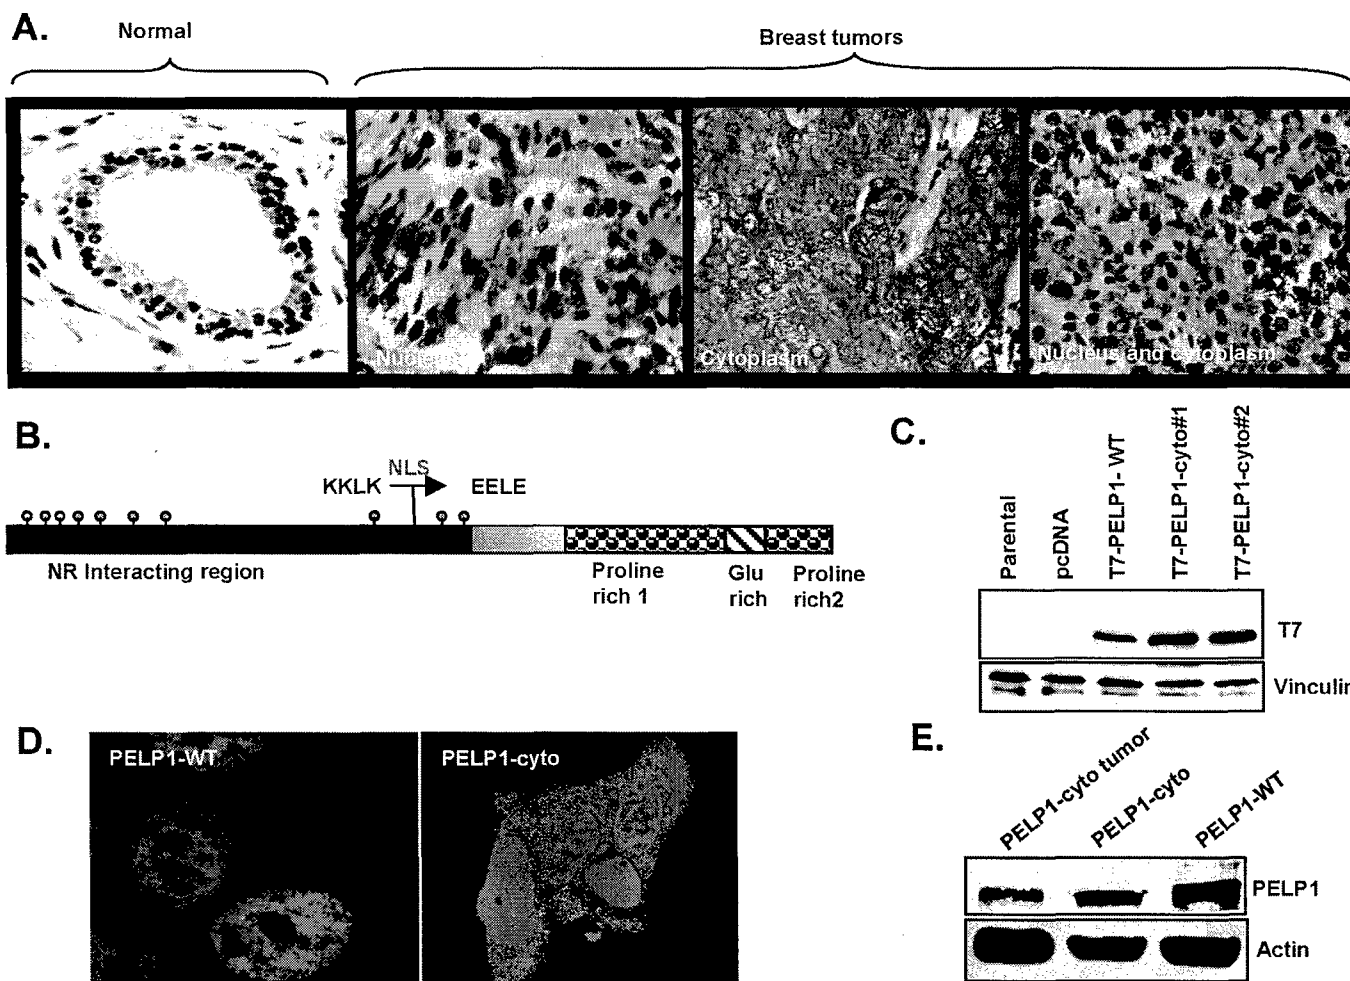 A.
Normal
Breast tumors
Nucleus
Cytoplasm
Nucleus and cytoplasm
B.
KKLK
NLS
EELE
NR Interacting region
Proline
rich 1
Glu
rich
Proline
rich2
C.
Parental
pcDNA
T7-PELP1- WT
T7-PELP1-cyto#1
T7-PELP1-cyto#2
T7
Vinculin
D.
PELP1-WT
PELP1-cyto
E.
PELP1-cyto tumor
PELP1-cyto
PELP1-WT
PELP1
Actin